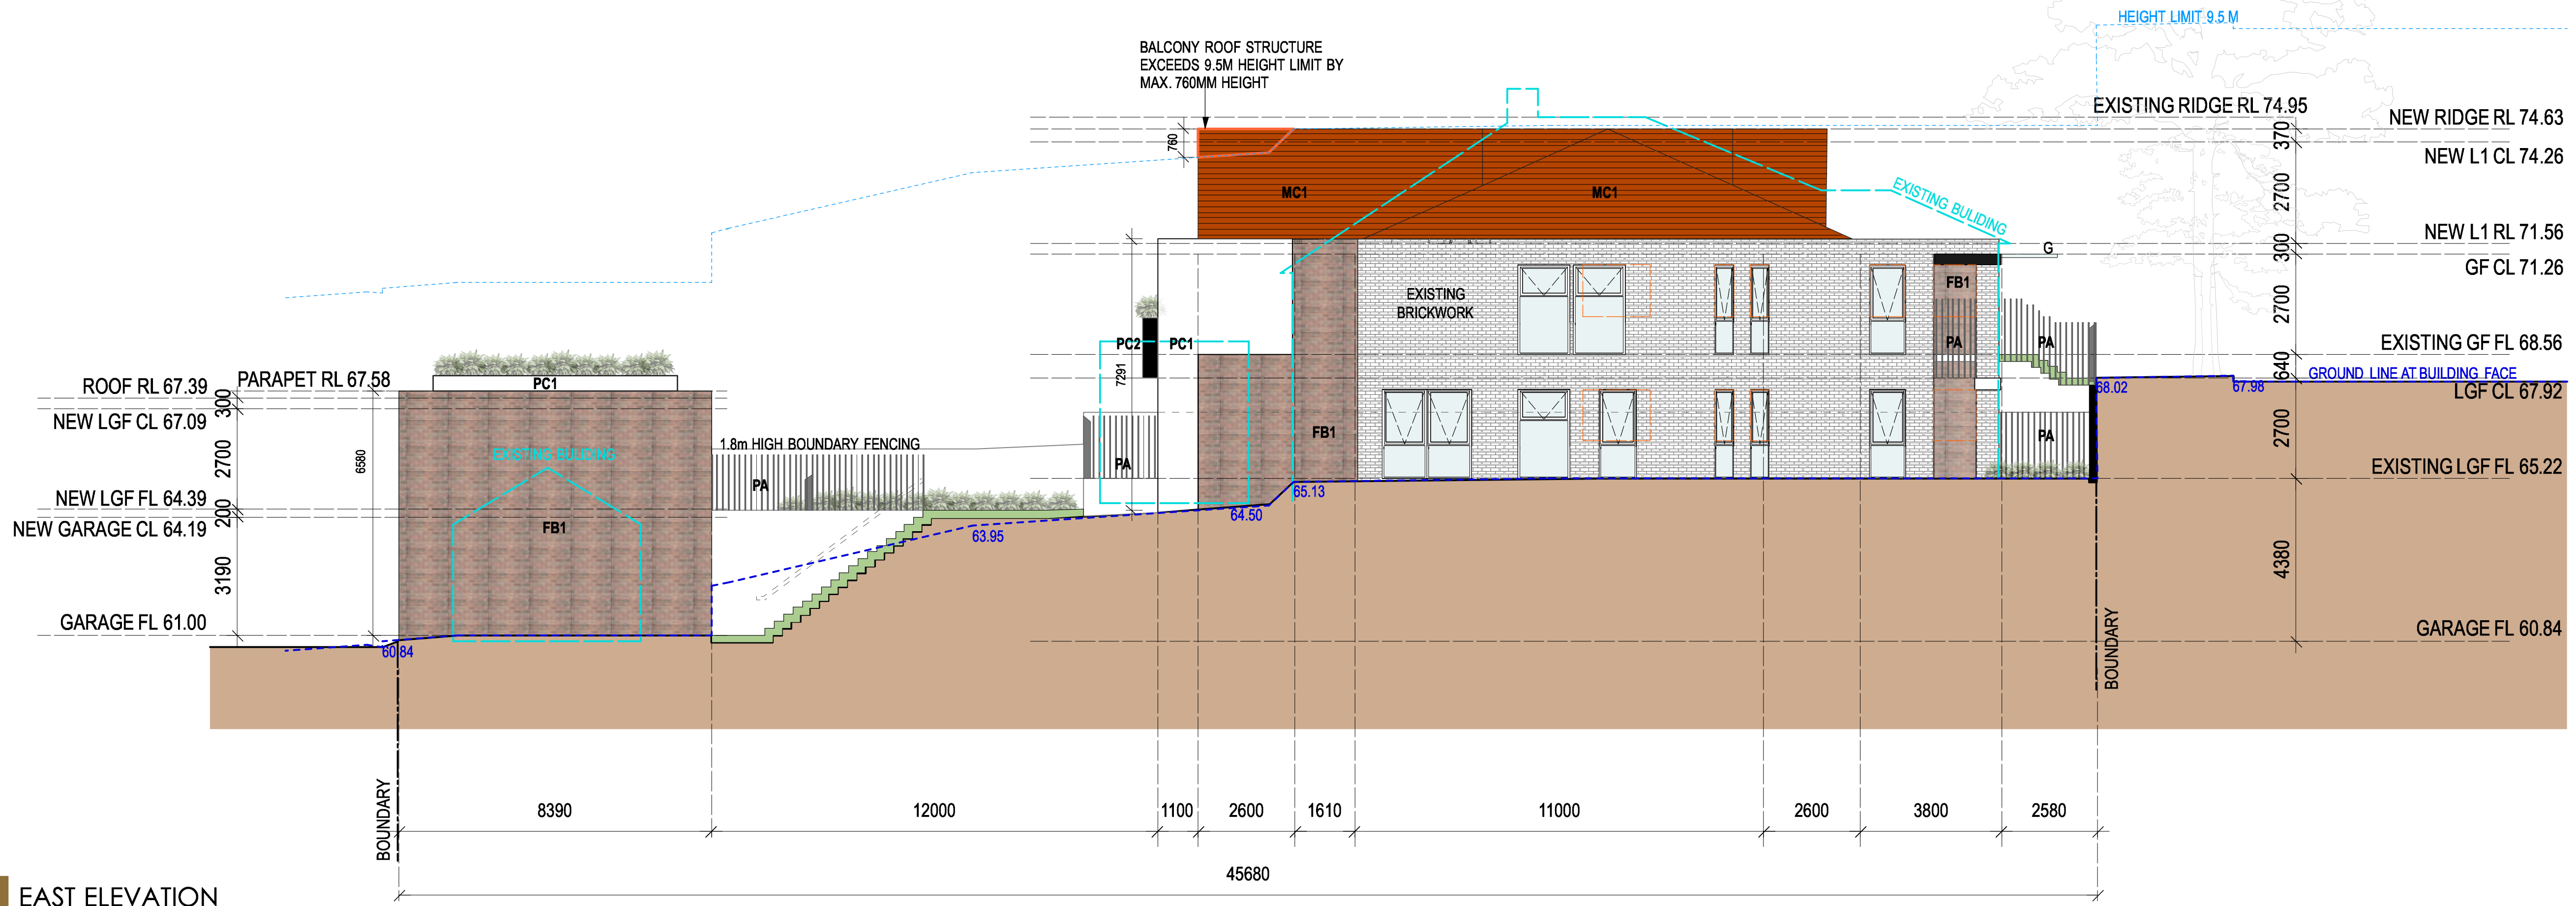 HEIGHT LIMIT 9.5 M
BALCONY ROOF STRUCTURE
EXCEEDS 9.5M HEIGHT LIMIT BY
MAX. 760MM HEIGHT
760
EXISTING RIDGE RL 74.95
NEW RIDGE RL 74.63
370
NEW L1 CL 74.26
2700
NEW L1 RL 71.56
300
GF CL 71.26
2700
EXISTING GF FL 68.56
640
GROUND LINE AT BUILDING FACE
LGF CL 67.92
2700
EXISTING LGF FL 65.22
4380
GARAGE FL 60.84
MC1
MC1
EXISTING BULIDING
G
FB1
EXISTING
BRICKWORK
PA
PA
PA
68.02
67.98
PC2
PC1
7291
FB1
PA
65.13
64.50
63.95
ROOF RL 67.39
PARAPET RL 67.58
300
NEW LGF CL 67.09
2700
6580
NEW LGF FL 64.39
200
NEW GARAGE CL 64.19
3190
GARAGE FL 61.00
PC1
EXISTING BULIDING
FB1
1.8m HIGH BOUNDARY FENCING
PA
60.84
BOUNDARY
BOUNDARY
8390
12000
1100
2600
1610
11000
2600
3800
2580
45680
EAST ELEVATION